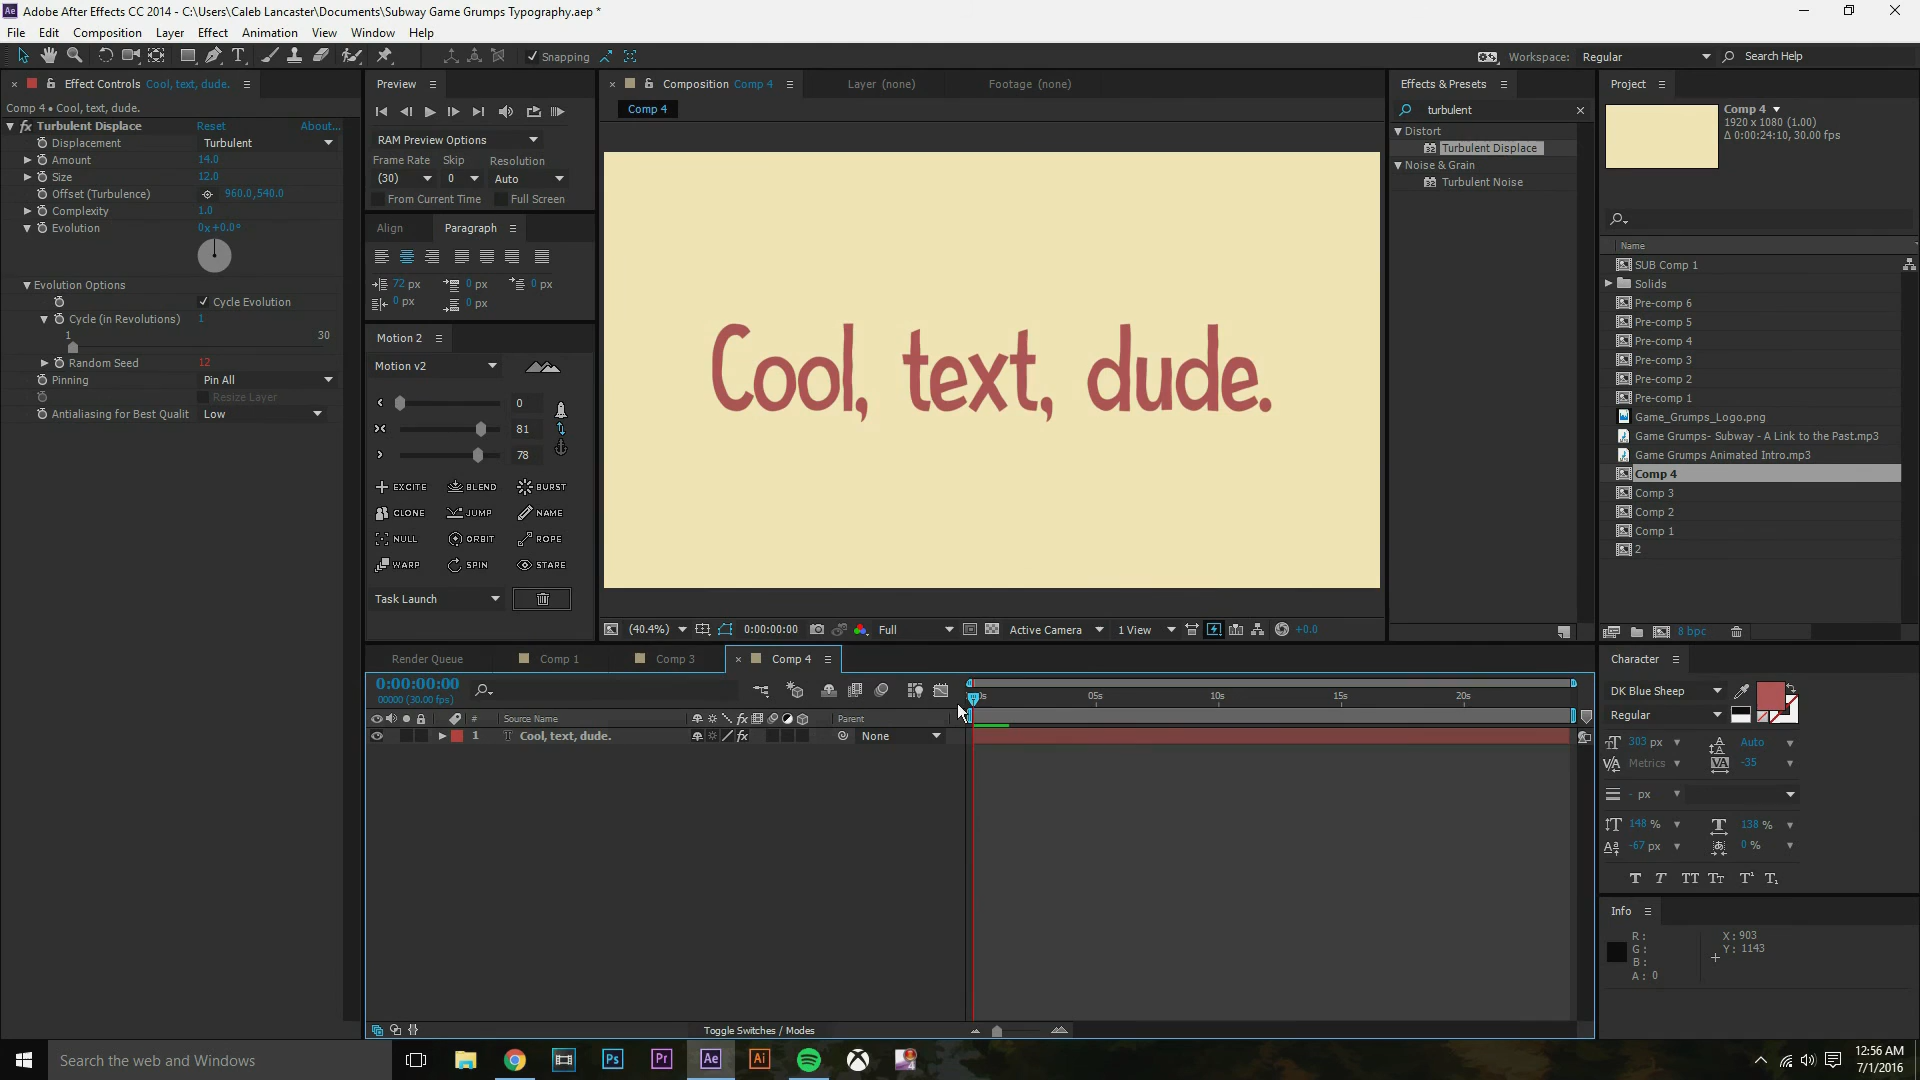 Adobe After Effects CC 2014 - C:\Users\Caleb Lancaster\Documents\Subway Game Grumps Typography.aep *
File Edit Composition Layer Effect Animation View Window Help
Snapping
Workspace: Regular
Search Help
Effect Controls Cool, text, dude.
Comp 4 • Cool, text, dude.
fx Turbulent Displace Reset About...
Displacement Turbulent
Amount 14.0
Size 12.0
Offset (Turbulence) 960.0,540.0
Complexity 1.0
Evolution 0x+0.0°
Evolution Options
Cycle Evolution
Cycle (in Revolutions) 1
1 30
Random Seed 12
Pinning Pin All
Resize Layer
Antialiasing for Best Qualit Low
Preview
RAM Preview Options
Frame Rate Skip Resolution
(30) 0 Auto
From Current Time Full Screen
Align Paragraph
72 px 0 px 0 px
0 px 0 px
Motion 2
Motion v2
0
81
78
EXCITE BLEND BURST
CLONE JUMP NAME
NULL ORBIT ROPE
WARP SPIN STARE
Task Launch
Composition Comp 4 Layer (none) Footage (none)
Comp 4
Cool, text, dude.
(40.4%) 0:00:00:00 Full Active Camera 1 View +0.0
Effects & Presets
turbulent
Distort
Turbulent Displace
Noise & Grain
Turbulent Noise
Project
Comp 4
1920 x 1080 (1.00)
Δ 0:00:24:10, 30.00 fps
Name
SUB Comp 1
Solids
Pre-comp 6
Pre-comp 5
Pre-comp 4
Pre-comp 3
Pre-comp 2
Pre-comp 1
Game_Grumps_Logo.png
Game Grumps- Subway - A Link to the Past.mp3
Game Grumps Animated Intro.mp3
Comp 4
Comp 3
Comp 2
Comp 1
2
8 bpc
Render Queue Comp 1 Comp 3 Comp 4
0:00:00:00
00000 (30.00 fps)
05s 10s 15s 20s
# Source Name fx Parent
1 T Cool, text, dude. fx None
Toggle Switches / Modes
Character
DK Blue Sheep
Regular
303 px Auto
Metrics -35
- px
148 % 138 %
-67 px 0 %
T T TT Tt T¹ T₁
Info
R: X: 903
G: Y: 1143
B:
A: 0
Search the web and Windows
Ps Pr Ae Ai
12:56 AM
7/1/2016